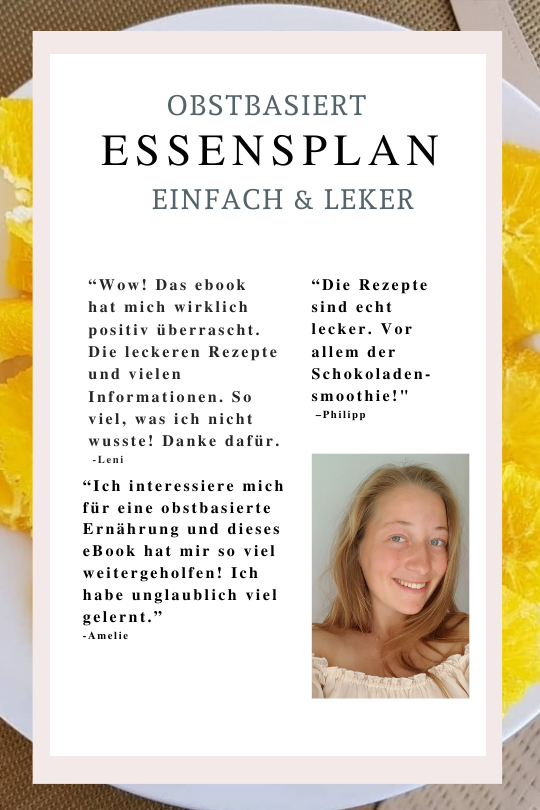 OBSTBASIERT
ESSENSPLAN
EINFACH & LEKER
“Wow! Das ebook
hat mich wirklich
positiv überrascht.
Die leckeren Rezepte
und vielen
Informationen. So
viel, was ich nicht
wusste! Danke dafür.
-Leni
“Ich interessiere mich
für eine obstbasierte
Ernährung und dieses
eBook hat mir so viel
weitergeholfen! Ich
habe unglaublich viel
gelernt.”
-Amelie
“Die Rezepte
sind echt
lecker. Vor
allem der
Schokoladen-
smoothie!"
–Philipp